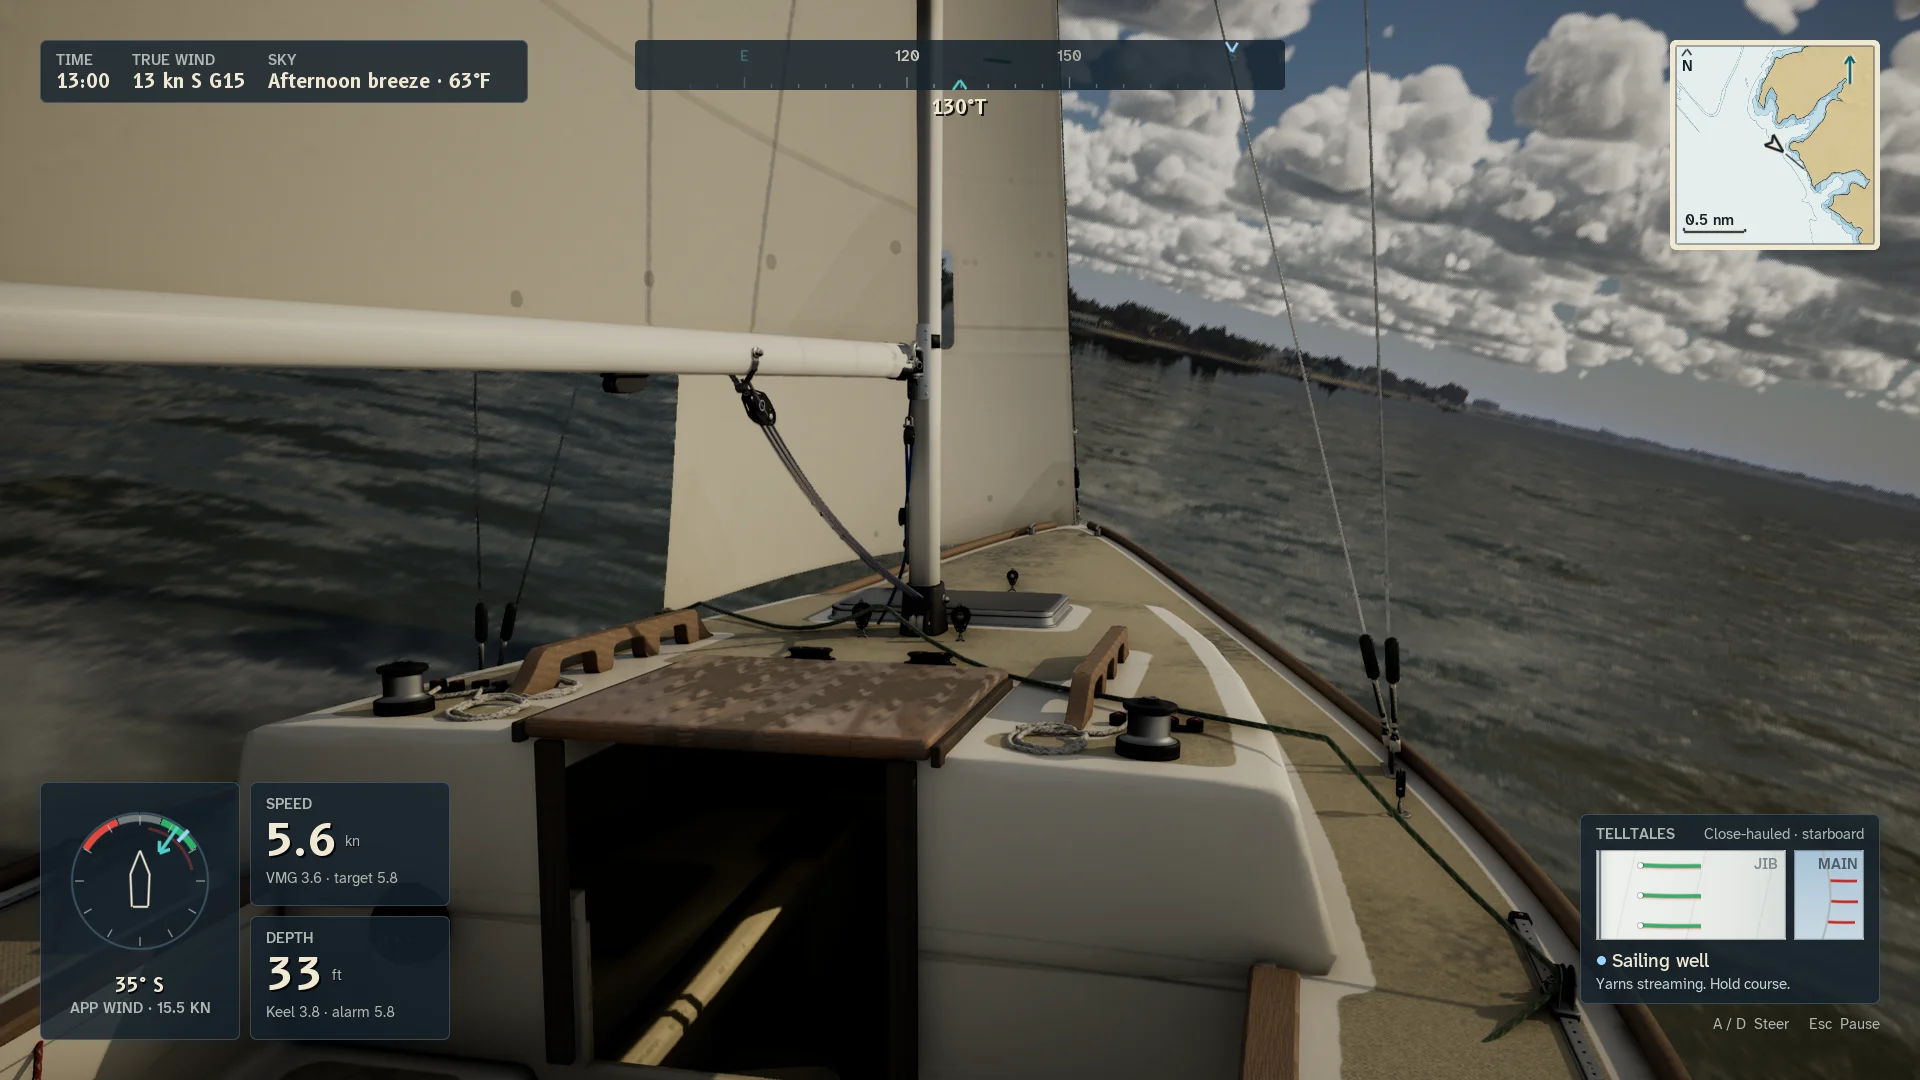 TIME TRUE WIND SKY
13:00 13 kn S G15 Afternoon breeze · 63°F
E 120 150 S
130°T
N
0.5 nm
35° S
APP WIND · 15.5 KN
SPEED
5.6 kn
VMG 3.6 · target 5.8
DEPTH
33 ft
Keel 3.8 · alarm 5.8
TELLTALES Close-hauled · starboard
JIB MAIN
Sailing well
Yarns streaming. Hold course.
A / D Steer Esc Pause